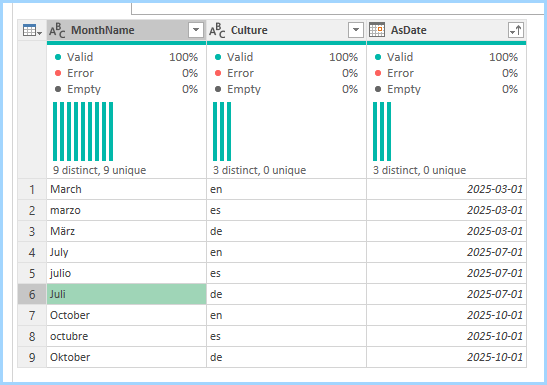 ABC MonthName ABC Culture AsDate
Valid 100% Valid 100% Valid 100%
Error 0% Error 0% Error 0%
Empty 0% Empty 0% Empty 0%
9 distinct, 9 unique 3 distinct, 0 unique 3 distinct, 0 unique
1 March en 2025-03-01
2 marzo es 2025-03-01
3 März de 2025-03-01
4 July en 2025-07-01
5 julio es 2025-07-01
6 Juli de 2025-07-01
7 October en 2025-10-01
8 octubre es 2025-10-01
9 Oktober de 2025-10-01